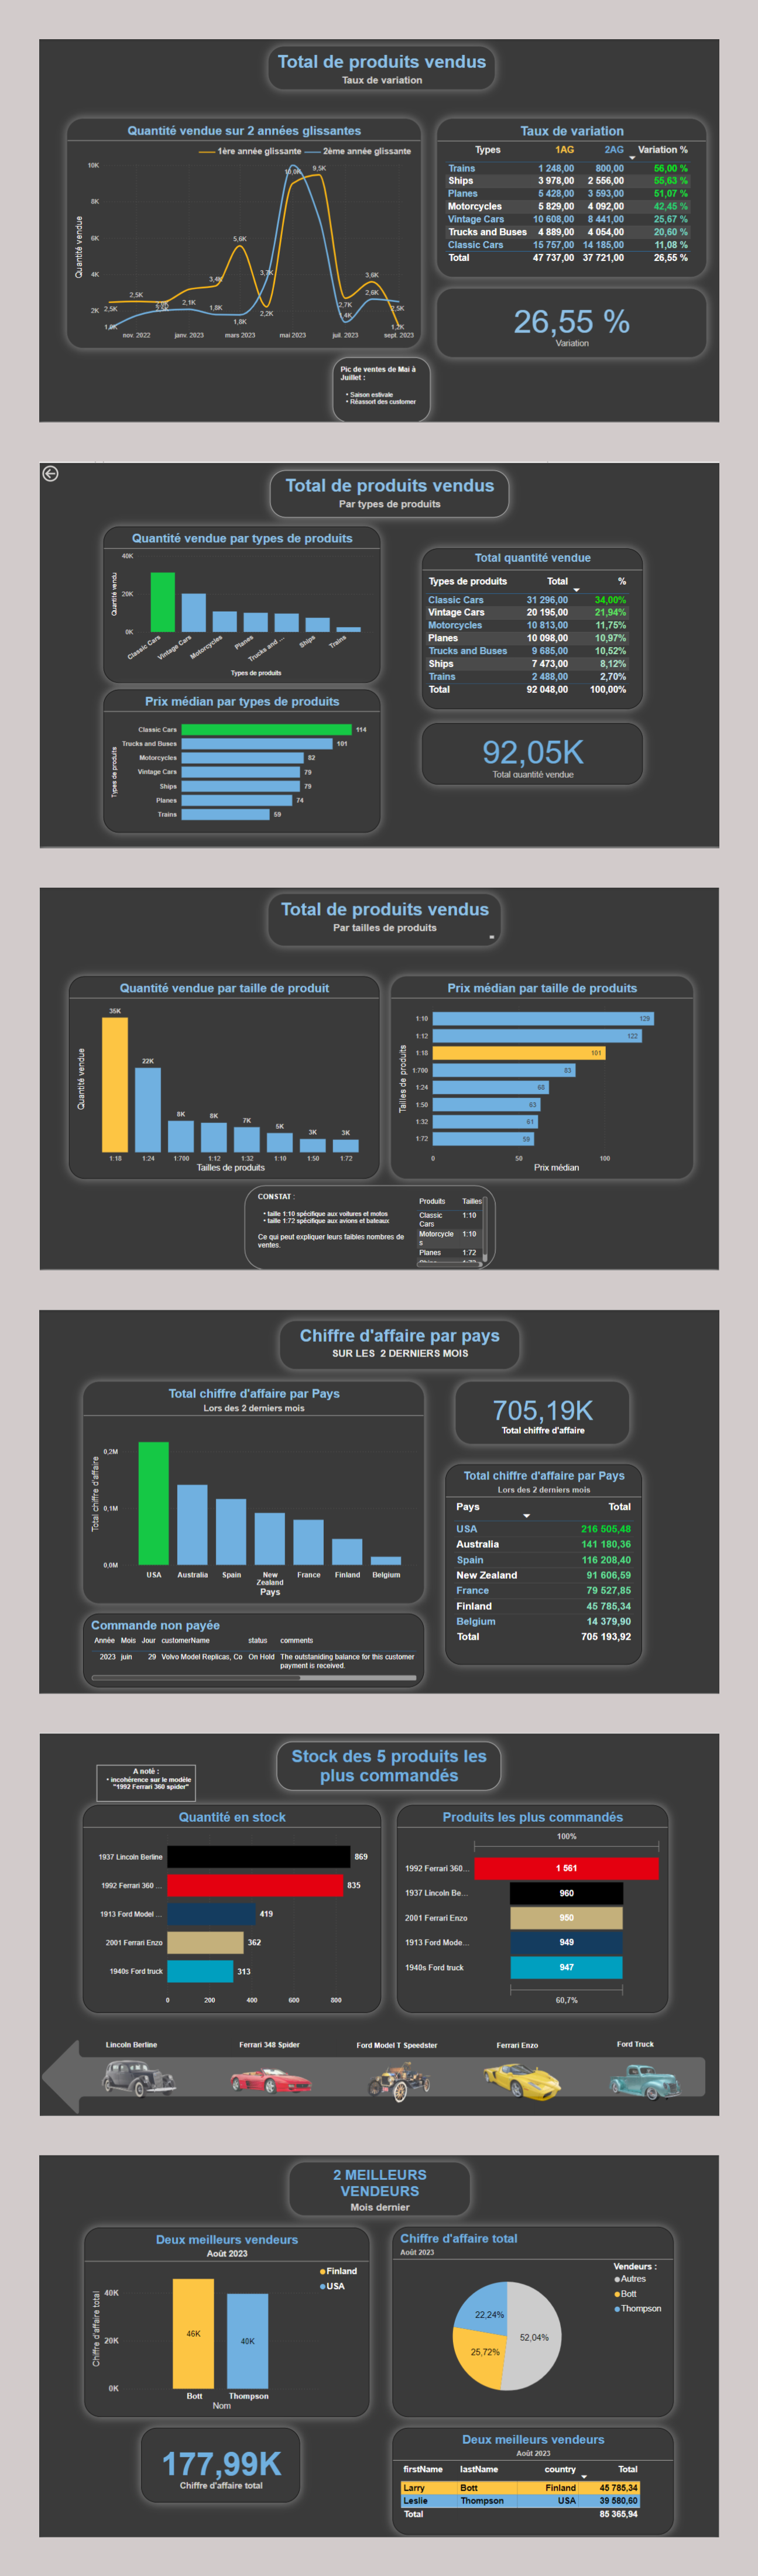 Total de produits vendus
Taux de variation
Quantité vendue sur 2 années glissantes
1ère année glissante
2ème année glissante
10K
8K
6K
4K
2K
Quantité vendue
2,5K
2,5K
2,1K
3,4K
1,8K
5,6K
1,8K
3,7K
2,2K
10,0K
9,5K
2,7K
3,6K
2,6K
nov. 2022
janv. 2023
mars 2023
mai 2023
juil. 2023
sept. 2023
Taux de variation
Types 1AG 2AG Variation %
Trains 1 248,00 800,00 56,00 %
Ships 3 978,00 2 556,00 55,63 %
Planes 5 428,00 3 593,00 51,07 %
Motorcycles 5 829,00 4 092,00 42,45 %
Vintage Cars 10 608,00 8 441,00 25,67 %
Trucks and Buses 4 889,00 4 054,00 20,60 %
Classic Cars 15 757,00 14 185,00 11,08 %
Total 47 737,00 37 721,00 26,55 %
26,55 %
Variation
Pic de ventes de Mai à
Juillet :
• Saison estivale
• Réassort des customer
Total de produits vendus
Par types de produits
Quantité vendue par types de produits
40K
20K
0K
Quantité vendu
Classic Cars
Vintage Cars
Motorcycles
Planes
Trucks and ...
Ships
Trains
Types de produits
Total quantité vendue
Types de produits Total %
Classic Cars 31 296,00 34,00%
Vintage Cars 20 195,00 21,94%
Motorcycles 10 813,00 11,75%
Planes 10 098,00 10,97%
Trucks and Buses 9 685,00 10,52%
Ships 7 473,00 8,12%
Trains 2 488,00 2,70%
Total 92 048,00 100,00%
Prix médian par types de produits
Types de produits
Classic Cars 114
Trucks and Buses 101
Motorcycles 82
Vintage Cars 79
Ships 79
Planes 74
Trains 59
92,05K
Total quantité vendue
Total de produits vendus
Par tailles de produits
Quantité vendue par taille de produit
Quantité vendue
35K
22K
8K
8K
7K
5K
3K
3K
1:18
1:24
1:700
1:12
1:32
1:10
1:50
1:72
Tailles de produits
Prix médian par taille de produits
Tailles de produits
1:10 129
1:12 122
1:18 101
1:700 83
1:24 68
1:50 63
1:32 61
1:72 59
0
50
100
Prix médian
CONSTAT :
• taille 1:10 spécifique aux voitures et motos
• taille 1:72 spécifique aux avions et bateaux
Ce qui peut expliquer leurs faibles nombres de
ventes.
Produits Tailles
Classic 1:10
Cars
Motorcycle 1:10
s
Planes 1:72
Chiffre d'affaire par pays
SUR LES 2 DERNIERS MOIS
Total chiffre d'affaire par Pays
Lors des 2 derniers mois
Total chiffre d'affaire
0,2M
0,1M
0,0M
USA
Australia
Spain
New
Zealand
France
Finland
Belgium
Pays
705,19K
Total chiffre d'affaire
Total chiffre d'affaire par Pays
Lors des 2 derniers mois
Pays Total
USA 216 505,48
Australia 141 180,36
Spain 116 208,40
New Zealand 91 606,59
France 79 527,85
Finland 45 785,34
Belgium 14 379,90
Total 705 193,92
Commande non payée
Année Mois Jour customerName status comments
2023 juin 29 Volvo Model Replicas, Co On Hold The outstaniding balance for this customer
payment is received.
Stock des 5 produits les
plus commandés
A noté :
• incohérence sur le modèle
"1992 Ferrari 360 spider"
Quantité en stock
1937 Lincoln Berline 869
1992 Ferrari 360 ... 835
1913 Ford Model ... 419
2001 Ferrari Enzo 362
1940s Ford truck 313
0
200
400
600
800
Produits les plus commandés
100%
1992 Ferrari 360... 1 561
1937 Lincoln Be... 960
2001 Ferrari Enzo 950
1913 Ford Mode... 949
1940s Ford truck 947
60,7%
Lincoln Berline
Ferrari 348 Spider
Ford Model T Speedster
Ferrari Enzo
Ford Truck
2 MEILLEURS
VENDEURS
Mois dernier
Deux meilleurs vendeurs
Août 2023
Finland
USA
Chiffre d'affaire total
40K
20K
0K
46K
40K
Bott
Thompson
Nom
Chiffre d'affaire total
Août 2023
Vendeurs :
Autres
Bott
Thompson
22,24%
52,04%
25,72%
177,99K
Chiffre d'affaire total
Deux meilleurs vendeurs
Août 2023
firstName lastName country Total
Larry Bott Finland 45 785,34
Leslie Thompson USA 39 580,60
Total 85 365,94